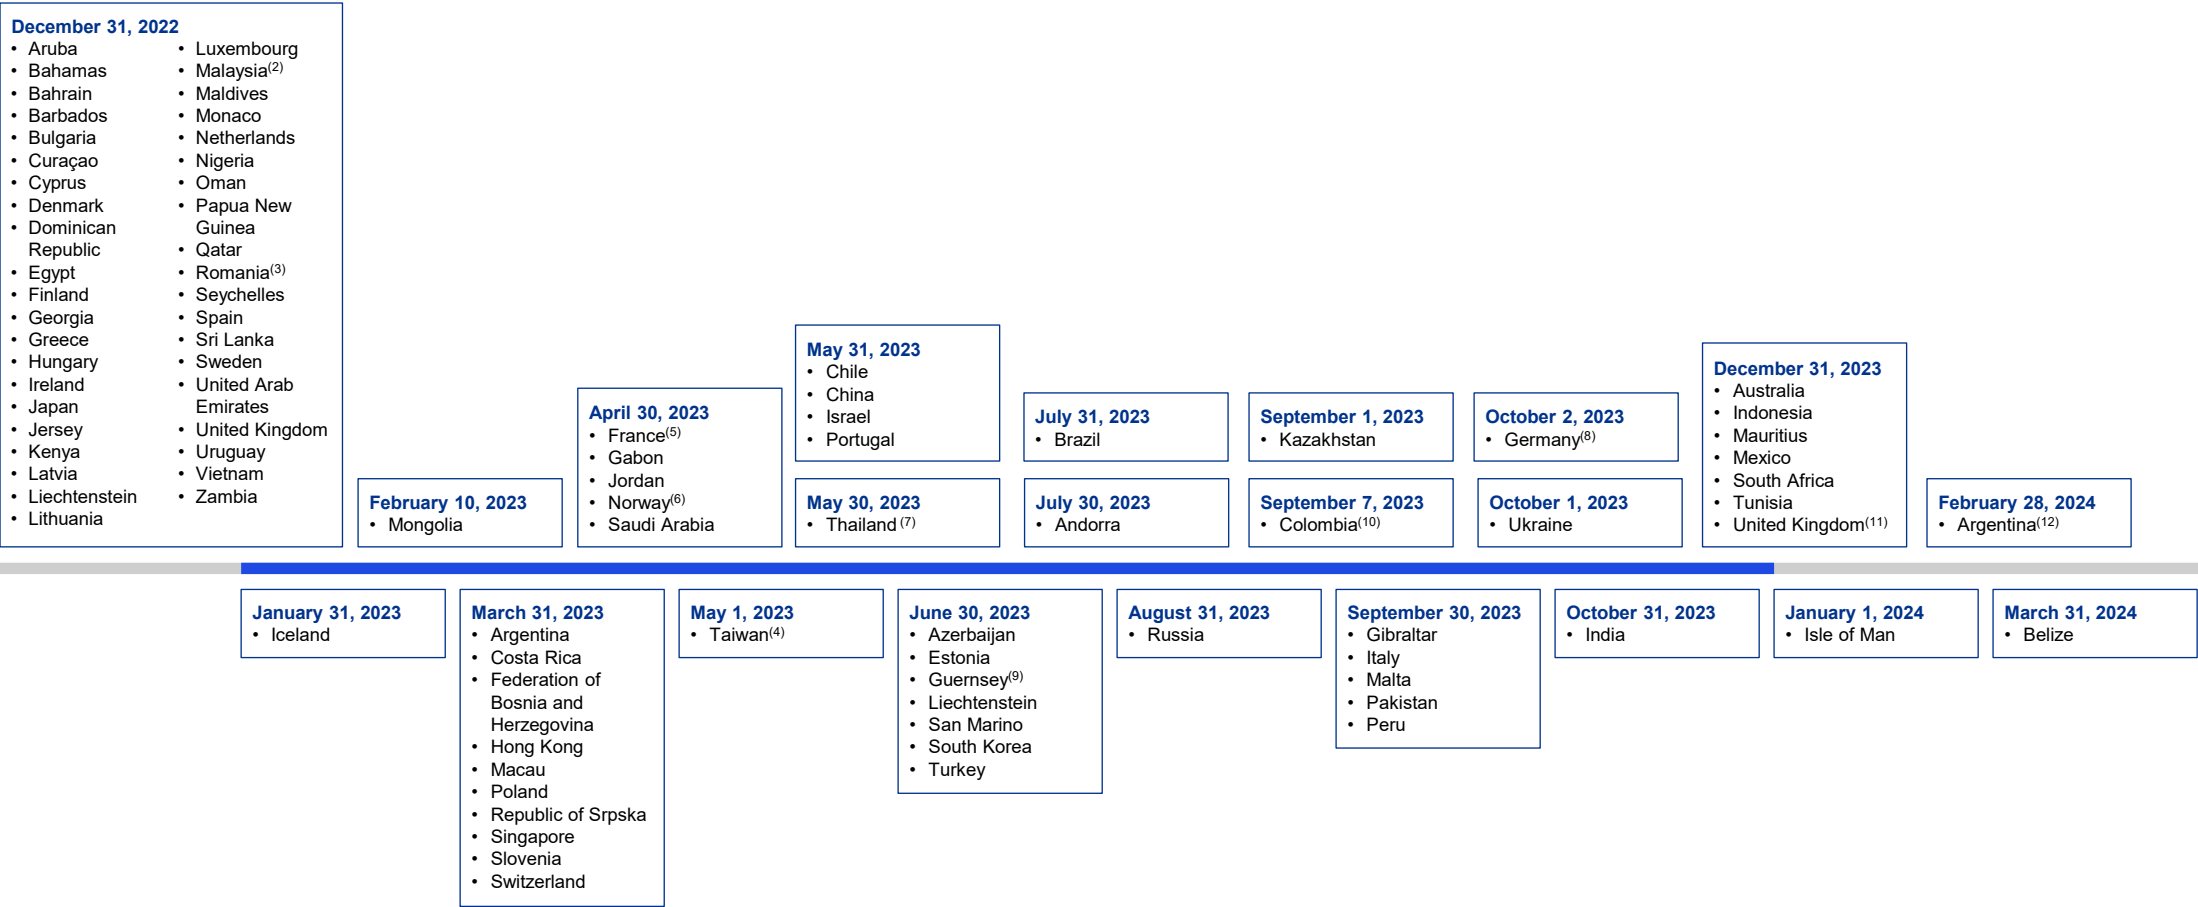 December 31, 2022
• Aruba
• Bahamas
• Bahrain
• Barbados
• Bulgaria
• Curaçao
• Cyprus
• Denmark
• Dominican
Republic
• Egypt
• Finland
• Georgia
• Greece
• Hungary
• Ireland
• Japan
• Jersey
• Kenya
• Latvia
• Liechtenstein
• Lithuania
• Luxembourg
• Malaysia(2)
• Maldives
• Monaco
• Netherlands
• Nigeria
• Oman
• Papua New
Guinea
• Qatar
• Romania(3)
• Seychelles
• Spain
• Sri Lanka
• Sweden
• United Arab
Emirates
• United Kingdom
• Uruguay
• Vietnam
• Zambia
February 10, 2023
• Mongolia
April 30, 2023
• France(5)
• Gabon
• Jordan
• Norway(6)
• Saudi Arabia
May 31, 2023
• Chile
• China
• Israel
• Portugal
May 30, 2023
• Thailand (7)
July 31, 2023
• Brazil
July 30, 2023
• Andorra
September 1, 2023
• Kazakhstan
September 7, 2023
• Colombia(10)
October 2, 2023
• Germany(8)
October 1, 2023
• Ukraine
December 31, 2023
• Australia
• Indonesia
• Mauritius
• Mexico
• South Africa
• Tunisia
• United Kingdom(11)
February 28, 2024
• Argentina(12)
January 31, 2023
• Iceland
March 31, 2023
• Argentina
• Costa Rica
• Federation of
Bosnia and
Herzegovina
• Hong Kong
• Macau
• Poland
• Republic of Srpska
• Singapore
• Slovenia
• Switzerland
May 1, 2023
• Taiwan(4)
June 30, 2023
• Azerbaijan
• Estonia
• Guernsey(9)
• Liechtenstein
• San Marino
• South Korea
• Turkey
August 31, 2023
• Russia
September 30, 2023
• Gibraltar
• Italy
• Malta
• Pakistan
• Peru
October 31, 2023
• India
January 1, 2024
• Isle of Man
March 31, 2024
• Belize